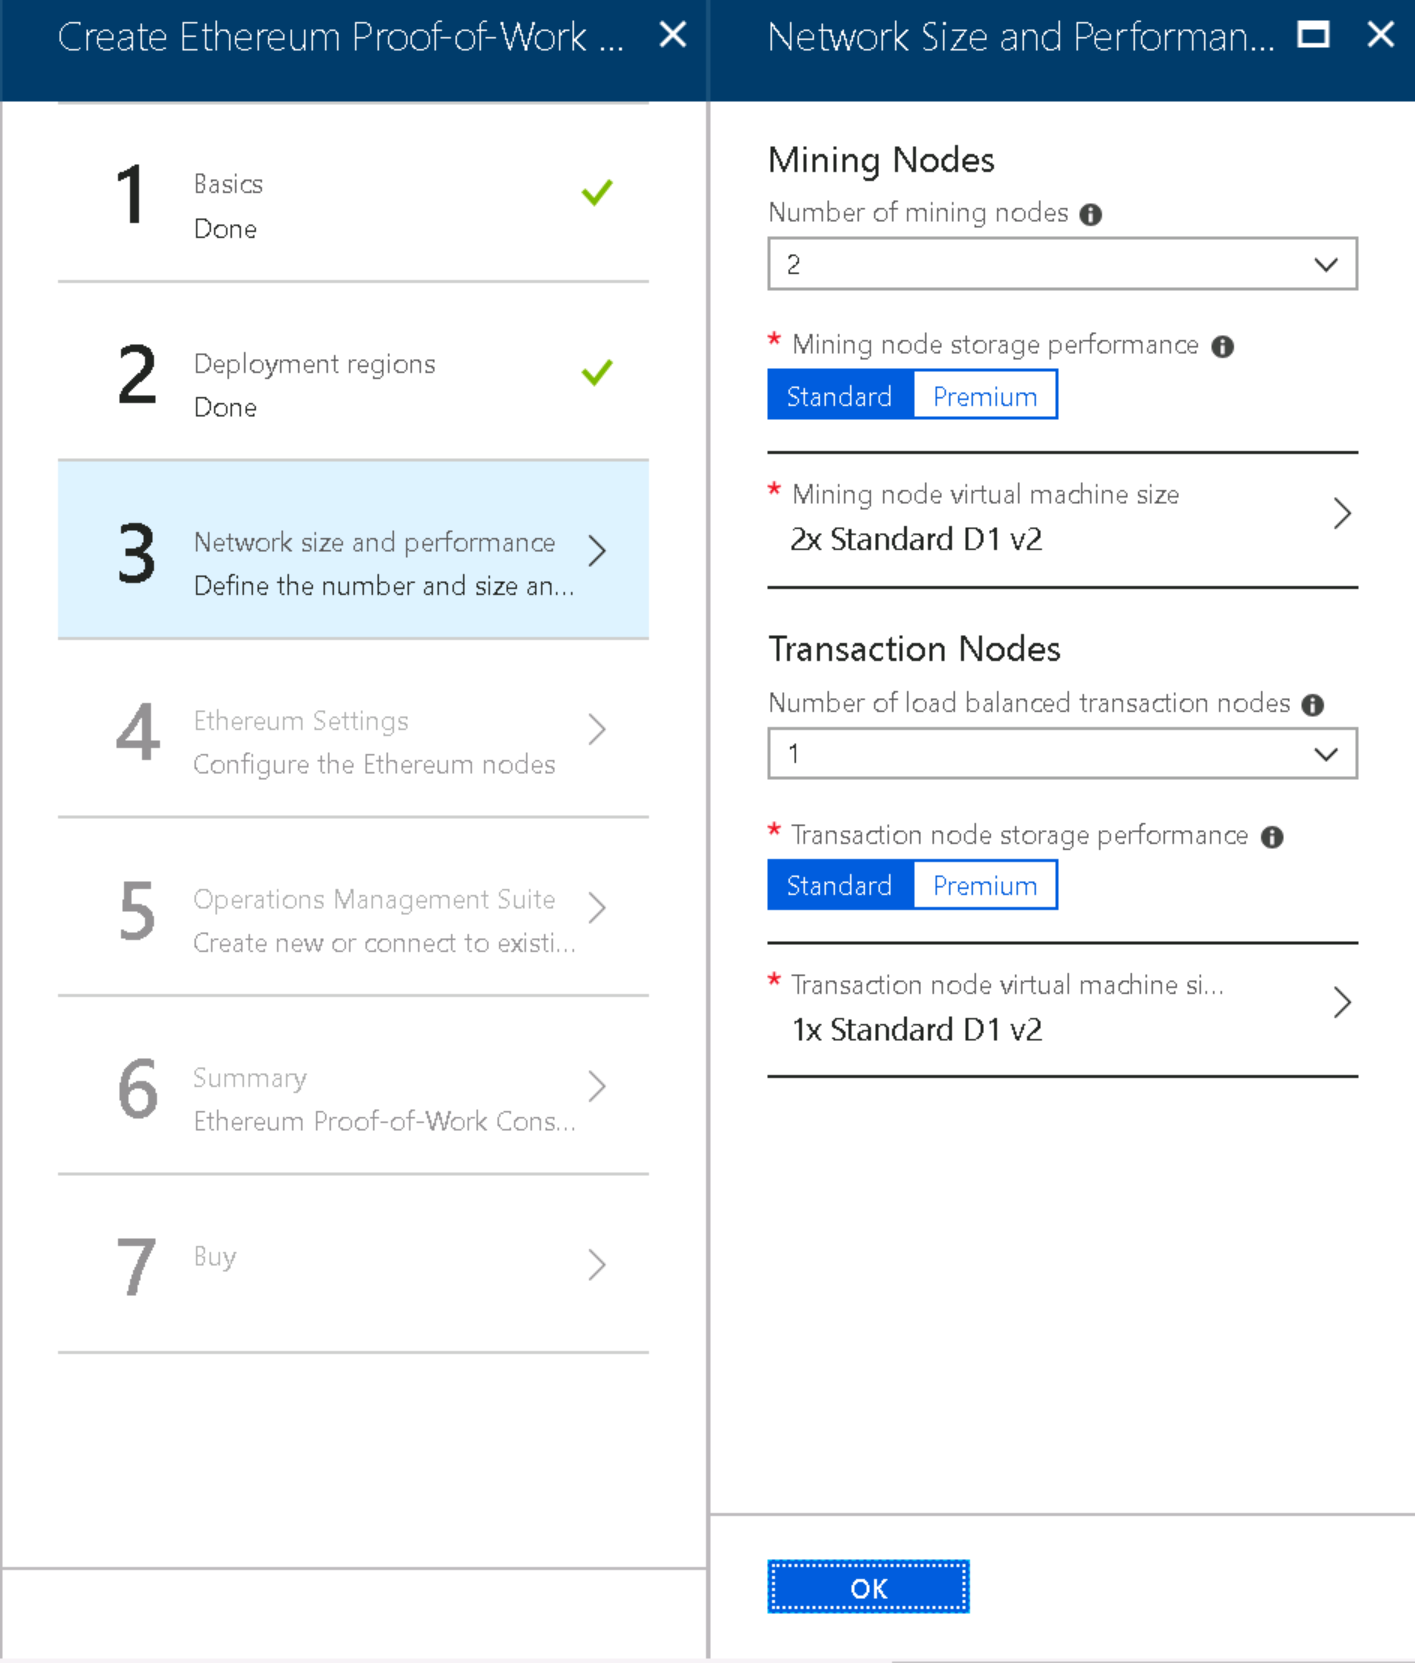 Create Ethereum Proof-of-Work ...
1
Basics
Done
2
Deployment regions
Done
3
Network size and performance
Define the number and size an...
4
Ethereum Settings
Configure the Ethereum nodes
5
Operations Management Suite
Create new or connect to existi...
6
Summary
Ethereum Proof-of-Work Cons...
7
Buy
Network Size and Performan...
Mining Nodes
Number of mining nodes
2
* Mining node storage performance
Standard Premium
* Mining node virtual machine size
2x Standard D1 v2
Transaction Nodes
Number of load balanced transaction nodes
1
* Transaction node storage performance
Standard Premium
* Transaction node virtual machine si...
1x Standard D1 v2
OK